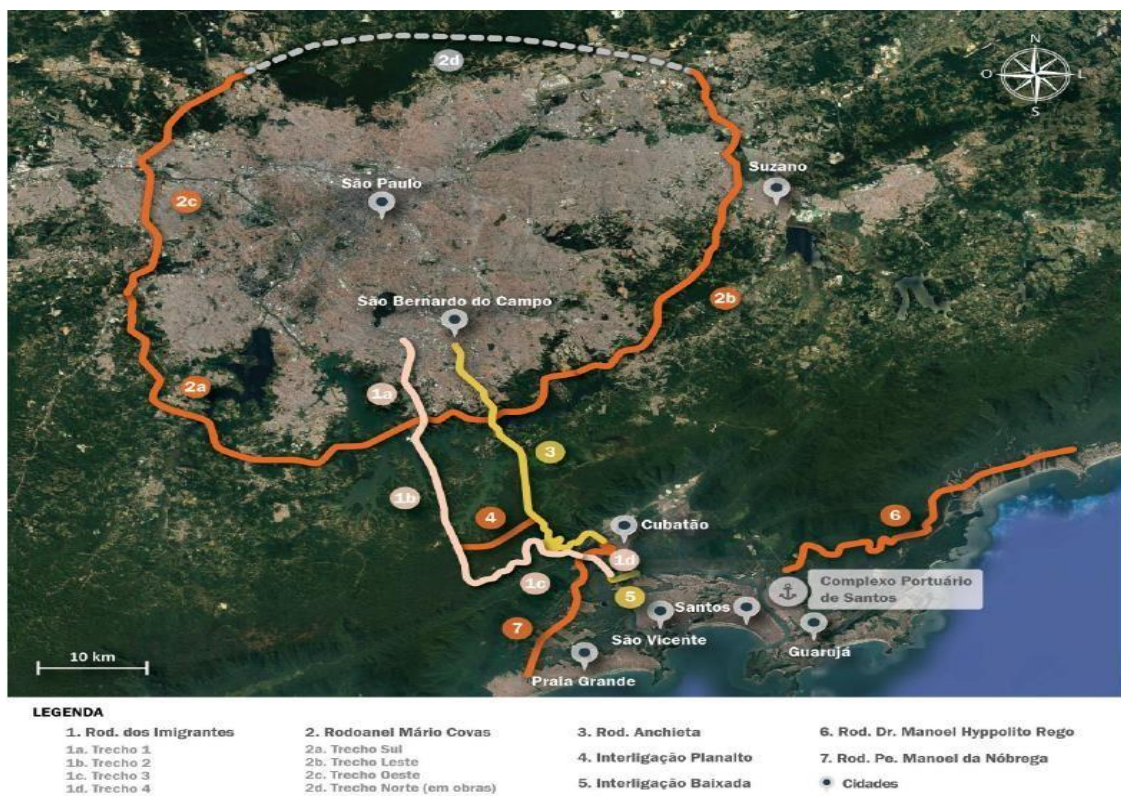 2d
N
O
L
S
Suzano
São Paulo
2c
São Bernardo do Campo
2b
2a
1a
3
1b
4
6
Cubatão
1d
1c
5
Complexo Portuário
de Santos
Santos
7
São Vicente
Guarujá
10 km
Praia Grande
LEGENDA
1. Rod. dos Imigrantes
1a. Trecho 1
1b. Trecho 2
1c. Trecho 3
1d. Trecho 4
2. Rodoanel Mário Covas
2a. Trecho Sul
2b. Trecho Leste
2c. Trecho Oeste
2d. Trecho Norte (em obras)
3. Rod. Anchieta
4. Interligação Planalto
5. Interligação Baixada
6. Rod. Dr. Manoel Hyppolito Rego
7. Rod. Pe. Manoel da Nóbrega
Cidades